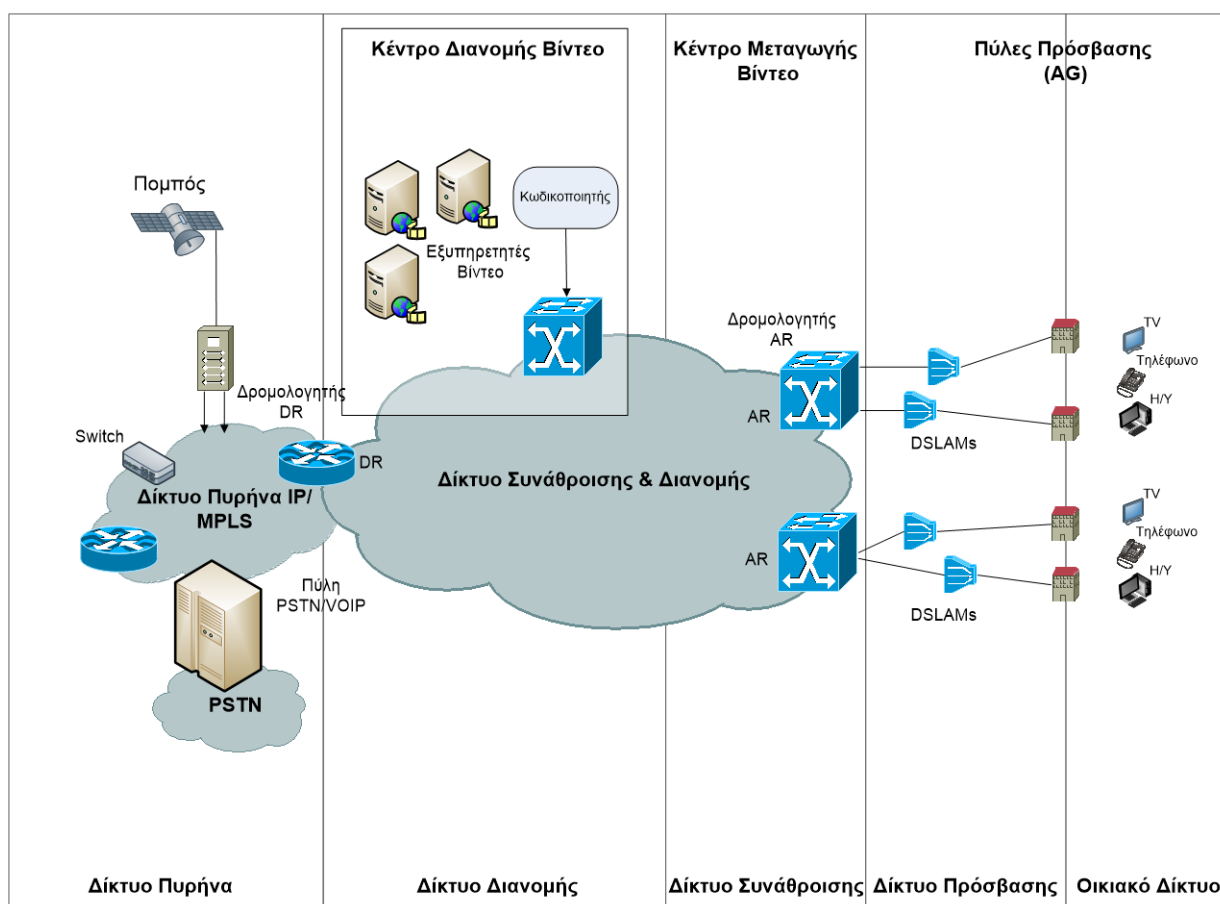 Κέντρο Διανομής Βίντεο
Κέντρο Μεταγωγής
Βίντεο
Πύλες Πρόσβασης
(AG)
Πομπός
Κωδικοποιητής
Εξυπηρετητές
Βίντεο
Δρομολογητής
DR
Switch
DR
Δίκτυο Πυρήνα IP/
MPLS
Πύλη
PSTN/VOIP
PSTN
Δίκτυο Συνάθροισης & Διανομής
Δρομολογητής
AR
AR
DSLAMs
TV
Τηλέφωνο
Η/Υ
AR
DSLAMs
TV
Τηλέφωνο
Η/Υ
Δίκτυο Πυρήνα
Δίκτυο Διανομής
Δίκτυο Συνάθροισης
Δίκτυο Πρόσβασης
Οικιακό Δίκτυο